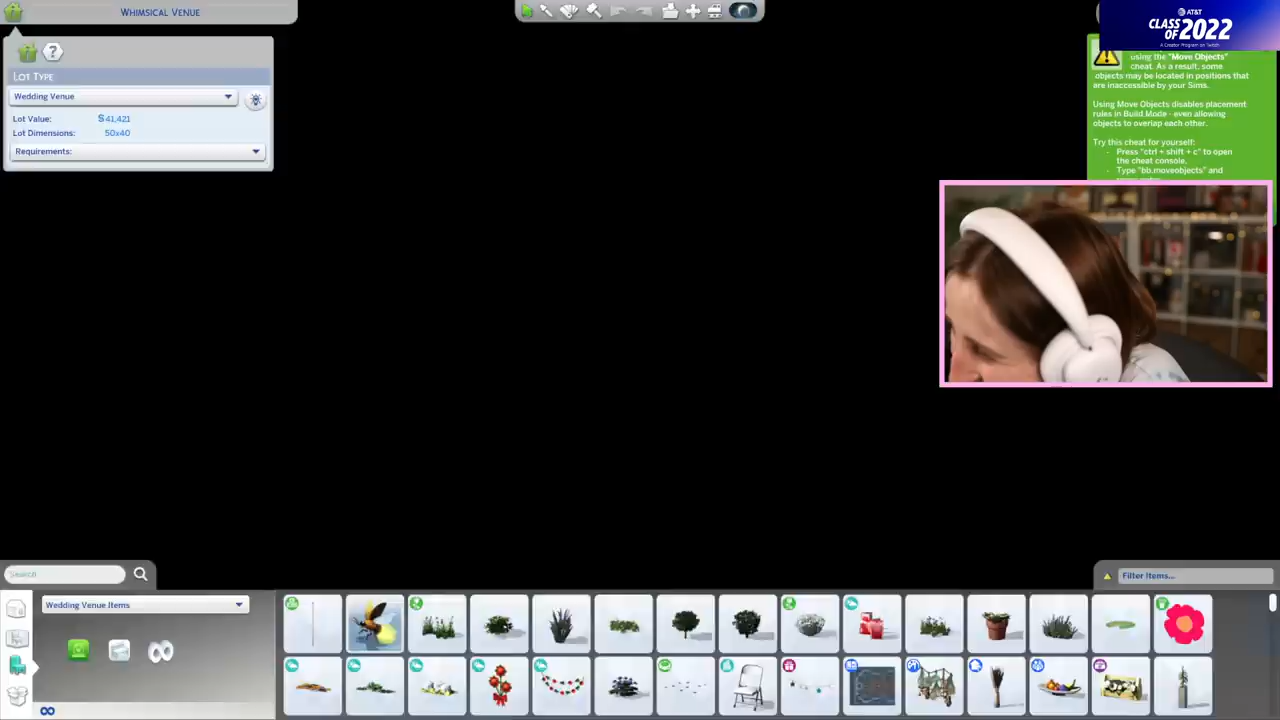 WHIMSICAL VENUE
AT&T
CLASS
OF 2022
A Creator Program on Twitch
?
LOT TYPE
Wedding Venue
Lot Value: §41,421
Lot Dimensions: 50x40
Requirements:
using the "Move Objects"
cheat. As a result, some
objects may be located in positions that
are inaccessible by your Sims.
Using Move Objects disables placement
rules in Build Mode - even allowing
objects to overlap each other.
Try this cheat for yourself:
- Press "ctrl + shift + c" to open
the cheat console.
- Type "bb.moveobjects" and
Search
Filter Items...
Wedding Venue Items